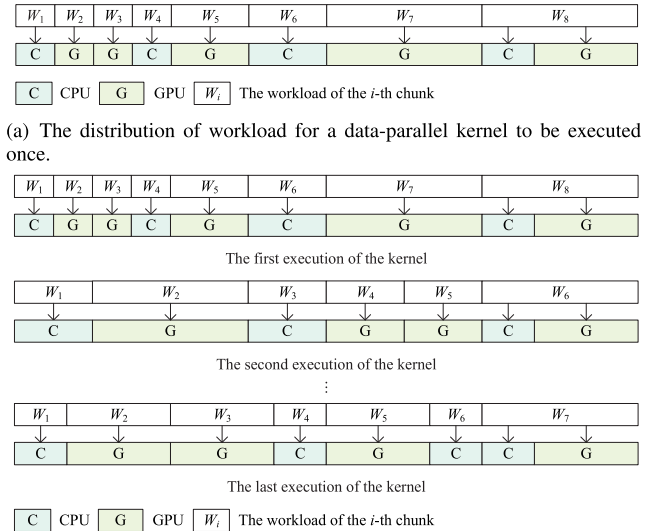 W1 W2 W3 W4 W5 W6 W7 W8
C G G C G C G C G
C CPU G GPU Wi The workload of the i-th chunk
(a) The distribution of workload for a data-parallel kernel to be executed
once.
W1 W2 W3 W4 W5 W6 W7 W8
C G G C G C G C G
The first execution of the kernel
W1 W2 W3 W4 W5 W6
C G C G G C G
The second execution of the kernel
⋮
W1 W2 W3 W4 W5 W6 W7
C G G C G C C G
The last execution of the kernel
C CPU G GPU Wi The workload of the i-th chunk